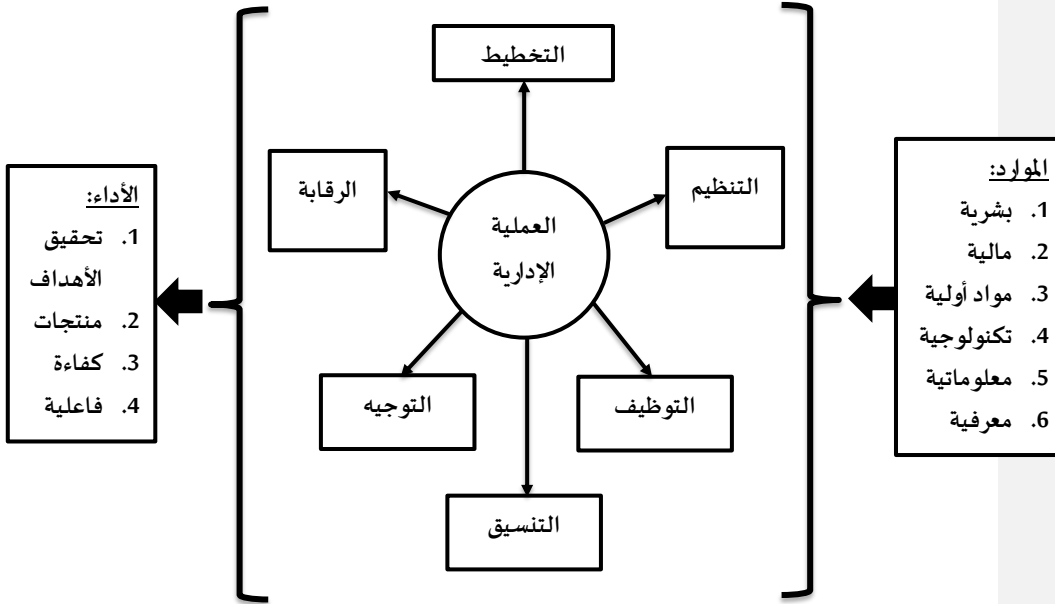 الموارد:
1. بشرية
2. مالية
3. مواد أولية
4. تكنولوجية
5. معلوماتية
6. معرفية
التخطيط
التنظيم
الرقابة
العملية
الإدارية
التوظيف
التوجيه
التنسيق
الأداء:
1. تحقيق
الأهداف
2. منتجات
3. كفاءة
4. فاعلية